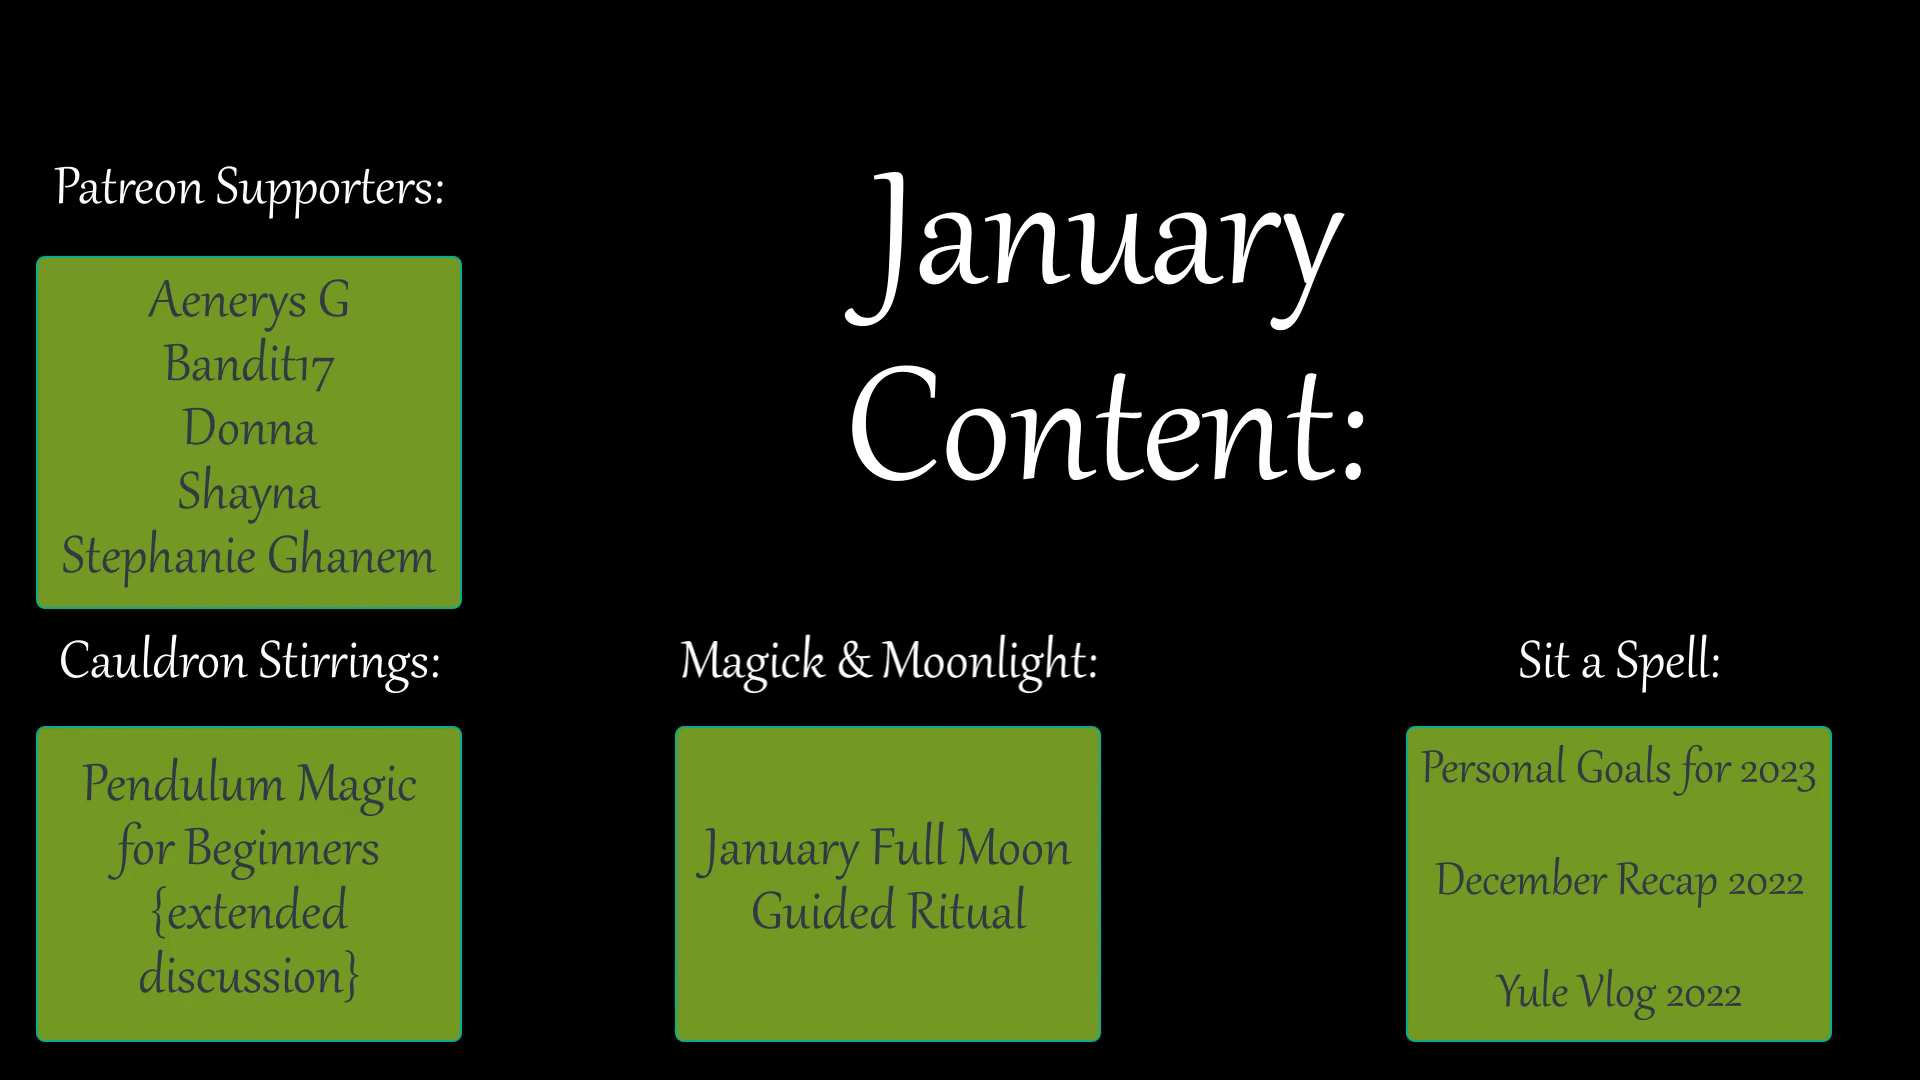 Patreon Supporters:
Aenerys G
Bandit17
Donna
Shayna
Stephanie Ghanem
January
Content:
Cauldron Stirrings:
Pendulum Magic
for Beginners
{extended
discussion}
Magick & Moonlight:
January Full Moon
Guided Ritual
Sit a Spell:
Personal Goals for 2023
December Recap 2022
Yule Vlog 2022